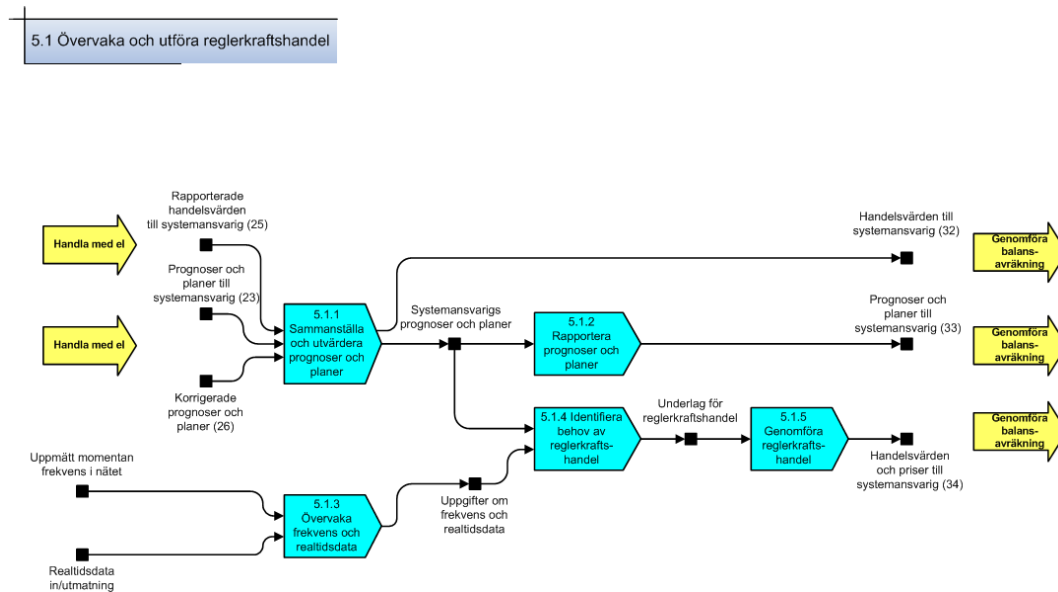 5.1 Övervaka och utföra reglerkraftshandel
Rapporterade
handelsvärden
till systemansvarig (25)
Handla med el
Prognoser och
planer till
systemansvarig (23)
Handla med el
Korrigerade
prognoser och
planer (26)
Uppmätt momentan
frekvens i nätet
Realtidsdata
in/utmatning
5.1.1
Sammanställa
och utvärdera
prognoser och
planer
5.1.3
Övervaka
frekvens och
realtidsdata
Systemansvarigs
prognoser och planer
Uppgifter om
frekvens och
realtidsdata
5.1.2
Rapportera
prognoser och
planer
5.1.4 Identifiera
behov av
reglerkrafts-
handel
Underlag för
reglerkraftshandel
5.1.5
Genomföra
reglerkrafts-
handel
Handelsvärden till
systemansvarig (32)
Genomföra
balans-
avräkning
Prognoser och
planer till
systemansvarig (33)
Genomföra
balans-
avräkning
Handelsvärden
och priser till
systemansvarig (34)
Genomföra
balans-
avräkning